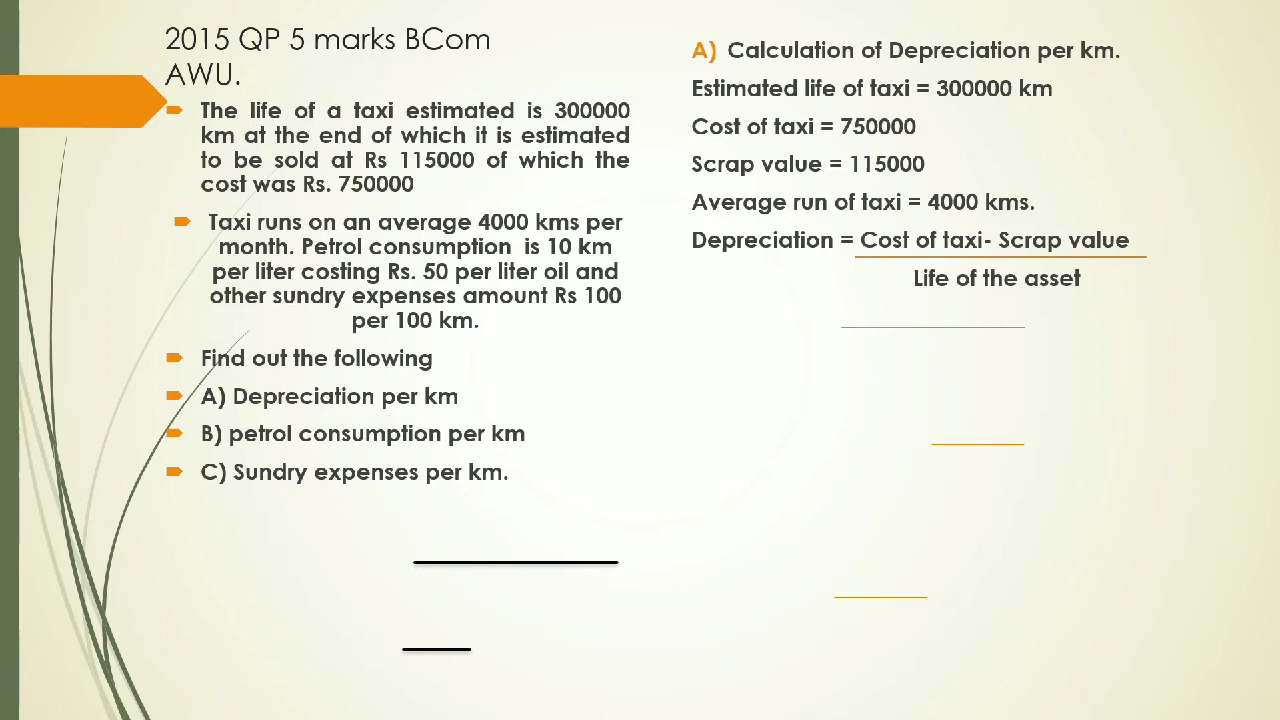 2015 QP 5 marks BCom
AWU.
The life of a taxi estimated is 300000
km at the end of which it is estimated
to be sold at Rs 115000 of which the
cost was Rs. 750000
Taxi runs on an average 4000 kms per
month. Petrol consumption is 10 km
per liter costing Rs. 50 per liter oil and
other sundry expenses amount Rs 100
per 100 km.
Find out the following
A) Depreciation per km
B) petrol consumption per km
C) Sundry expenses per km.
A) Calculation of Depreciation per km.
Estimated life of taxi = 300000 km
Cost of taxi = 750000
Scrap value = 115000
Average run of taxi = 4000 kms.
Depreciation = Cost of taxi- Scrap value
Life of the asset